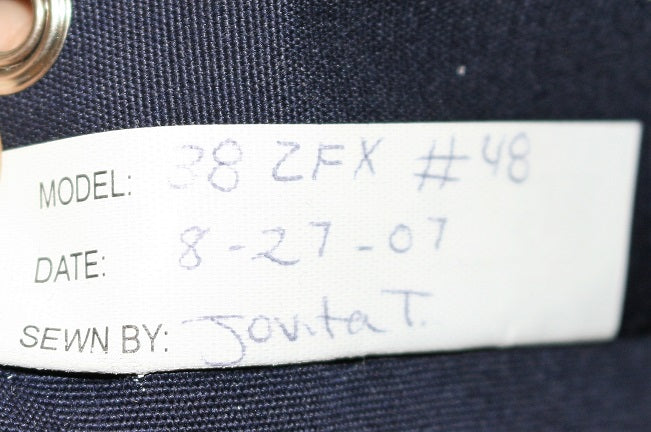 MODEL: 38 ZFX #48
DATE: 8-27-07
SEWN BY: Jovita T.